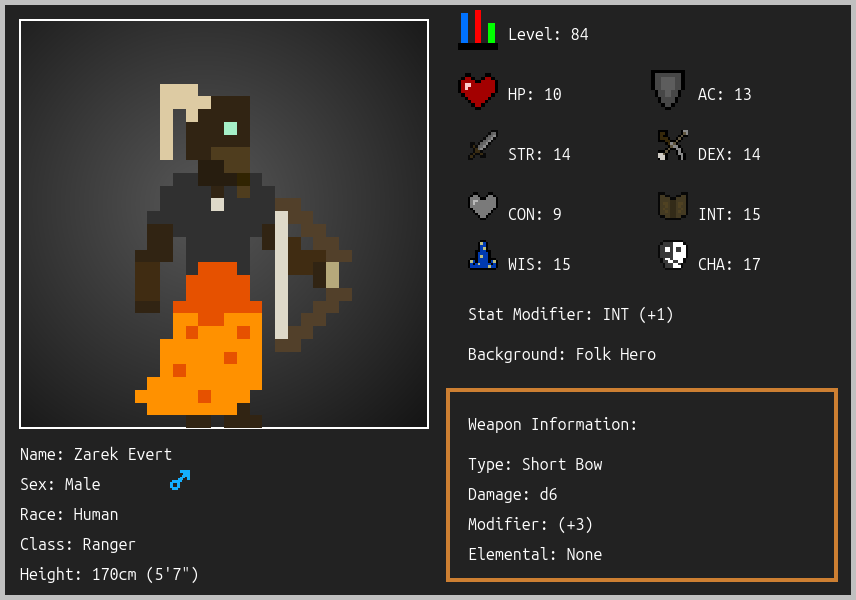 Level: 84
HP: 10
AC: 13
STR: 14
DEX: 14
CON: 9
INT: 15
WIS: 15
CHA: 17
Stat Modifier: INT (+1)
Background: Folk Hero
Weapon Information:
Type: Short Bow
Damage: d6
Modifier: (+3)
Elemental: None
Name: Zarek Evert
Sex: Male
Race: Human
Class: Ranger
Height: 170cm (5'7")